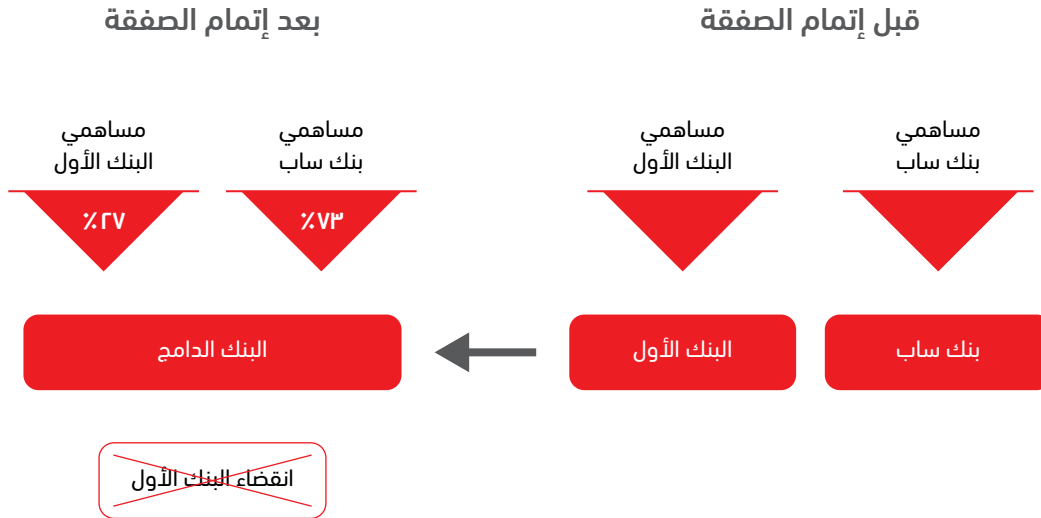 قبل إتمام الصفقة
بعد إتمام الصفقة
مساهمي
بنك ساب
مساهمي
البنك الأول
مساهمي
بنك ساب
مساهمي
البنك الأول
٧٣٪
٢٧٪
بنك ساب
البنك الأول
البنك الدامج
انقضاء البنك الأول